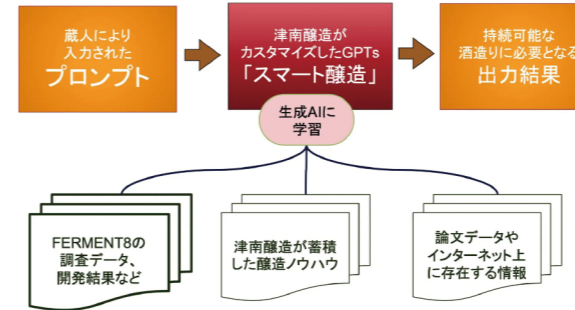 蔵人により
入力された
プロンプト
津南醸造が
カスタマイズしたGPTs
「スマート醸造」
持続可能な
酒造りに必要となる
出力結果
生成AIに
学習
FERMENT8の
調査データ、
開発結果など
津南醸造が蓄積
した醸造ノウハウ
論文データや
インターネット上
に存在する情報